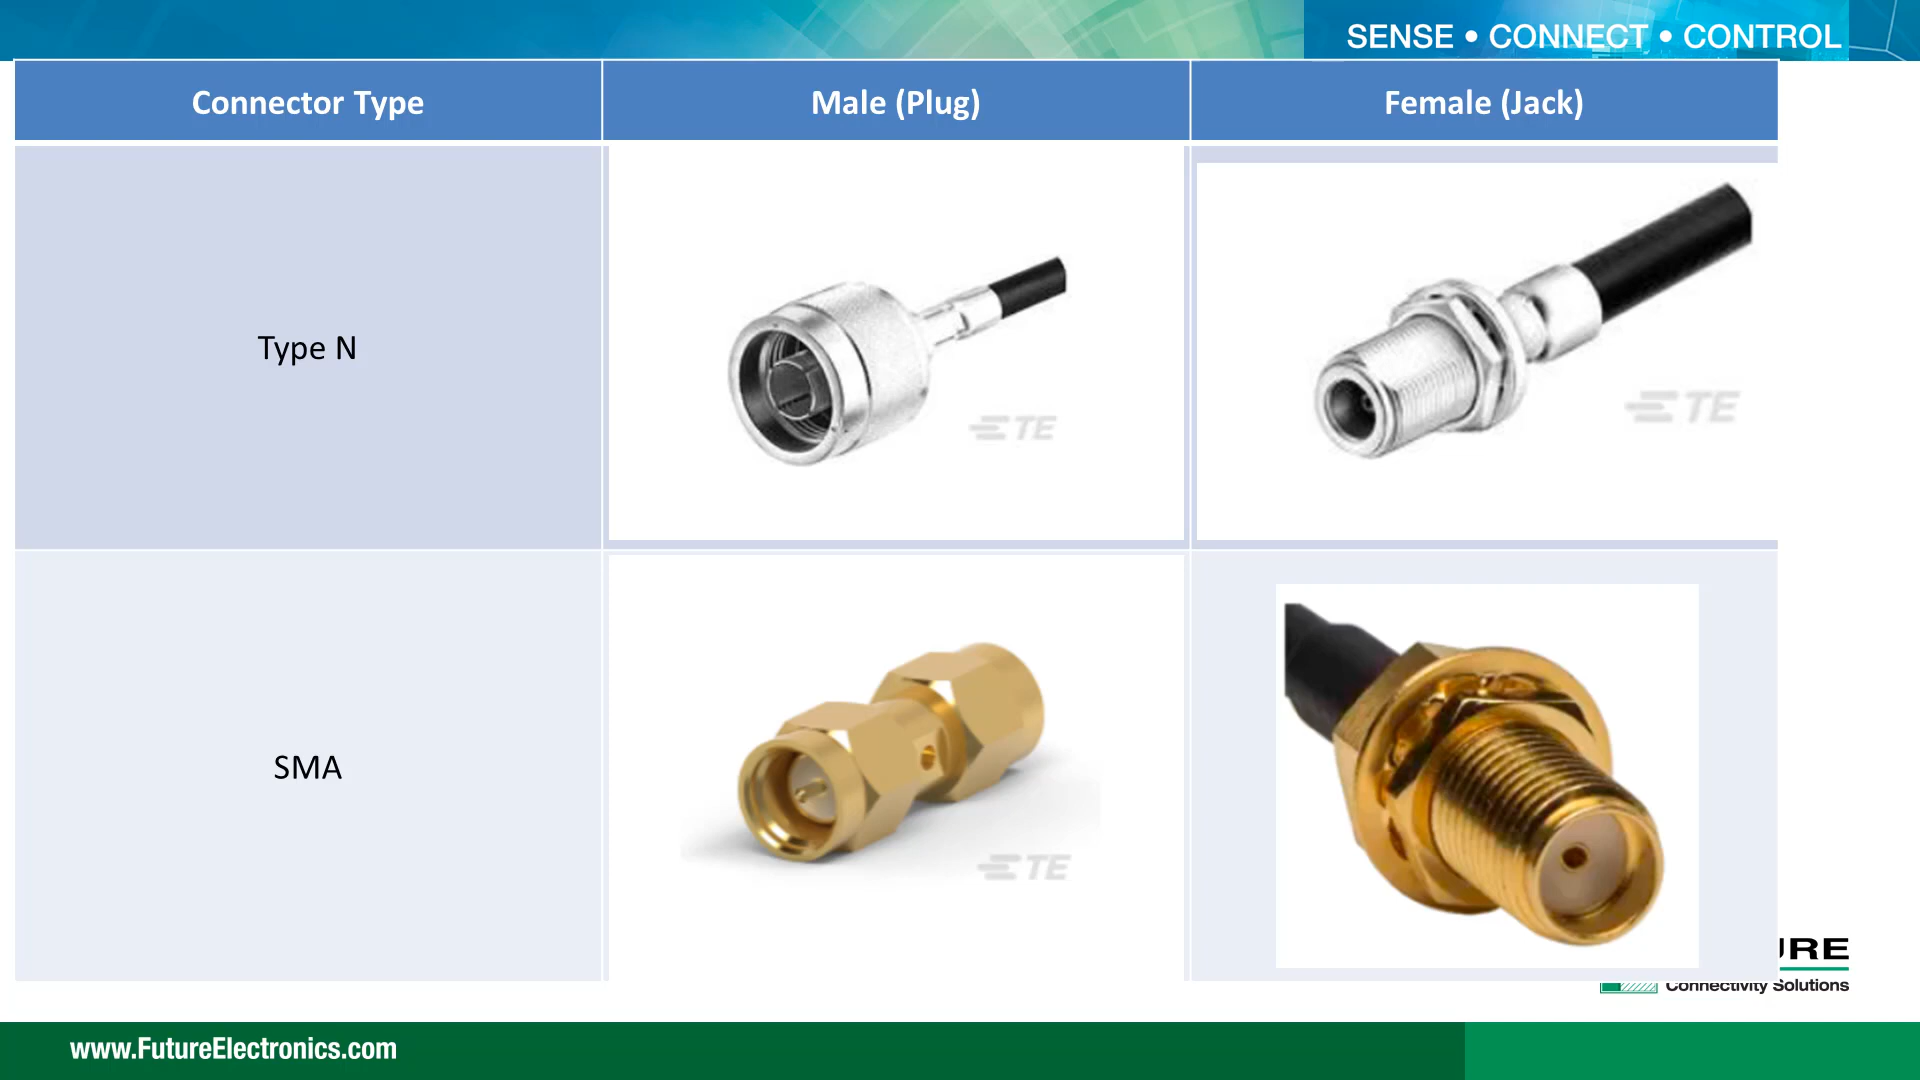 SENSE • CONNECT • CONTROL
Connector Type
Male (Plug)
Female (Jack)
Type N
TE
TE
SMA
TE
Connectivity Solutions
www.FutureElectronics.com